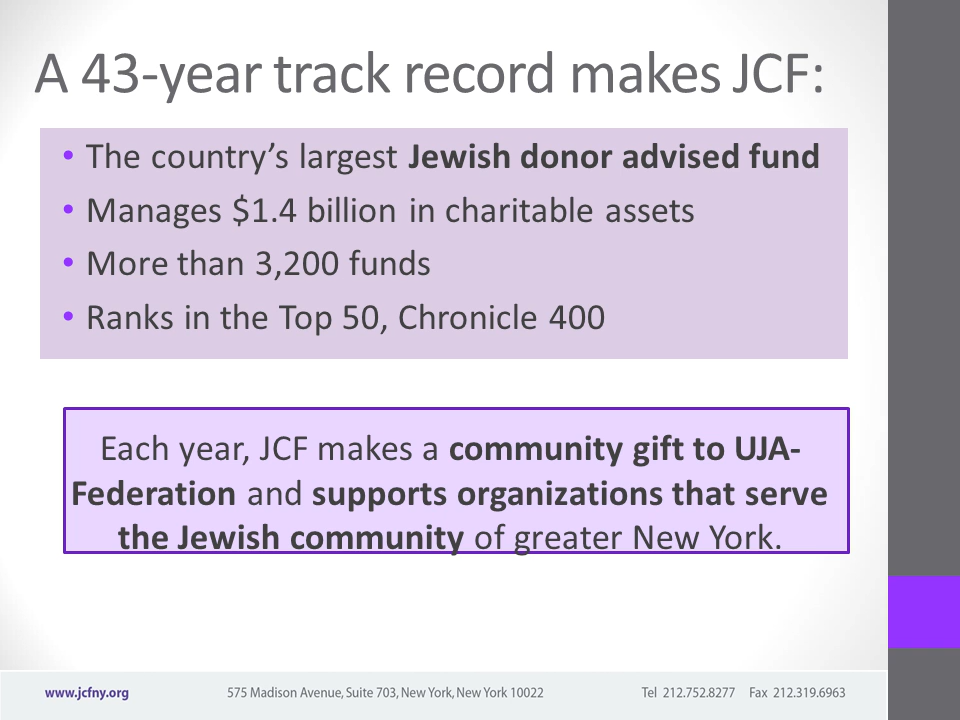 A 43-year track record makes JCF:
• The country’s largest Jewish donor advised fund
• Manages $1.4 billion in charitable assets
• More than 3,200 funds
• Ranks in the Top 50, Chronicle 400
Each year, JCF makes a community gift to UJA-
Federation and supports organizations that serve
the Jewish community of greater New York.
www.jcfny.org 575 Madison Avenue, Suite 703, New York, New York 10022 Tel 212.752.8277 Fax 212.319.6963